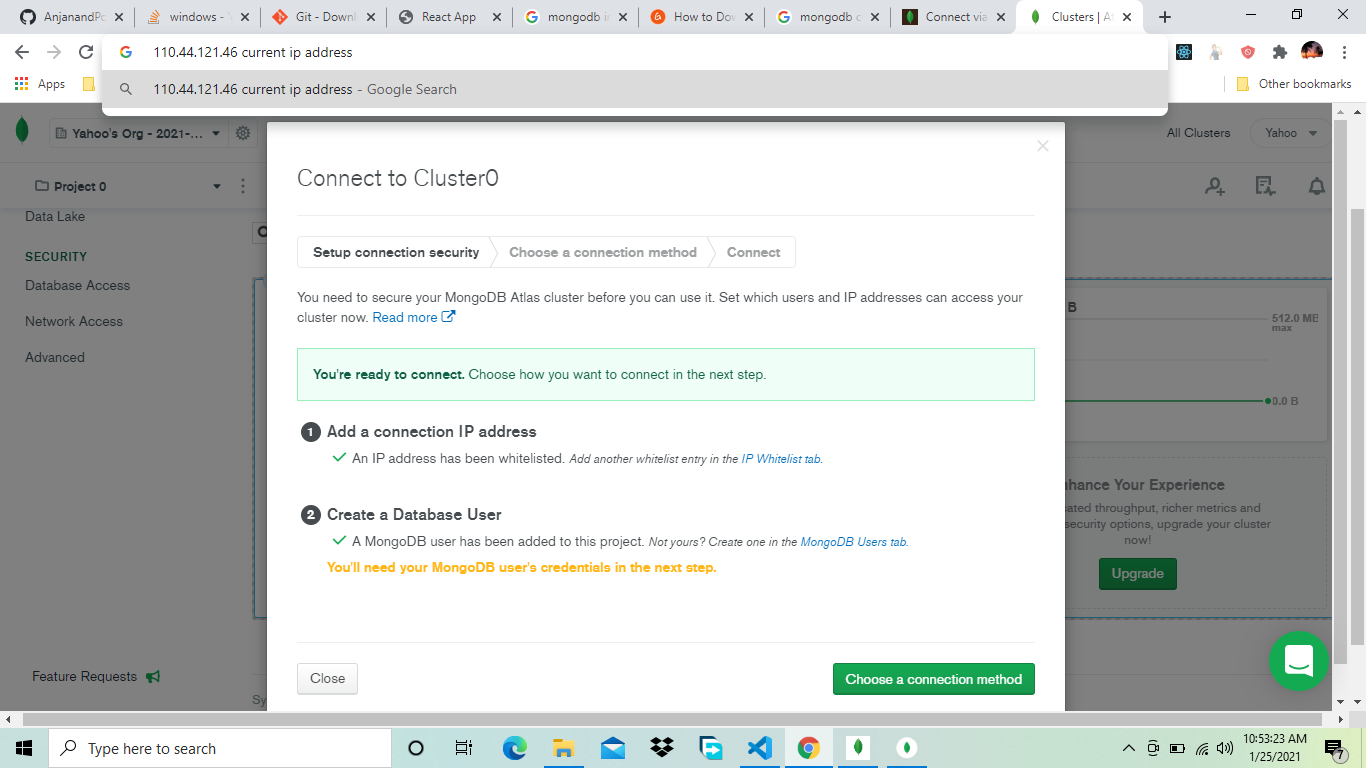 AnjanandPo
windows - Y
Git - Downl
React App
mongodb in
How to Dow
mongodb c
Connect via
Clusters | At
110.44.121.46 current ip address
110.44.121.46 current ip address - Google Search
Apps
Other bookmarks
Yahoo's Org - 2021-...
All Clusters
Yahoo
Project 0
Data Lake
SECURITY
Database Access
Network Access
Advanced
Feature Requests
Connect to Cluster0
Setup connection security
Choose a connection method
Connect
You need to secure your MongoDB Atlas cluster before you can use it. Set which users and IP addresses can access your
cluster now. Read more
You're ready to connect. Choose how you want to connect in the next step.
1 Add a connection IP address
An IP address has been whitelisted. Add another whitelist entry in the IP Whitelist tab.
2 Create a Database User
A MongoDB user has been added to this project. Not yours? Create one in the MongoDB Users tab.
You'll need your MongoDB user's credentials in the next step.
Close
Choose a connection method
B
512.0 MB
max
0.0 B
hance Your Experience
cated throughput, richer metrics and
security options, upgrade your cluster
now!
Upgrade
Sy
Type here to search
10:53:23 AM
1/25/2021
7